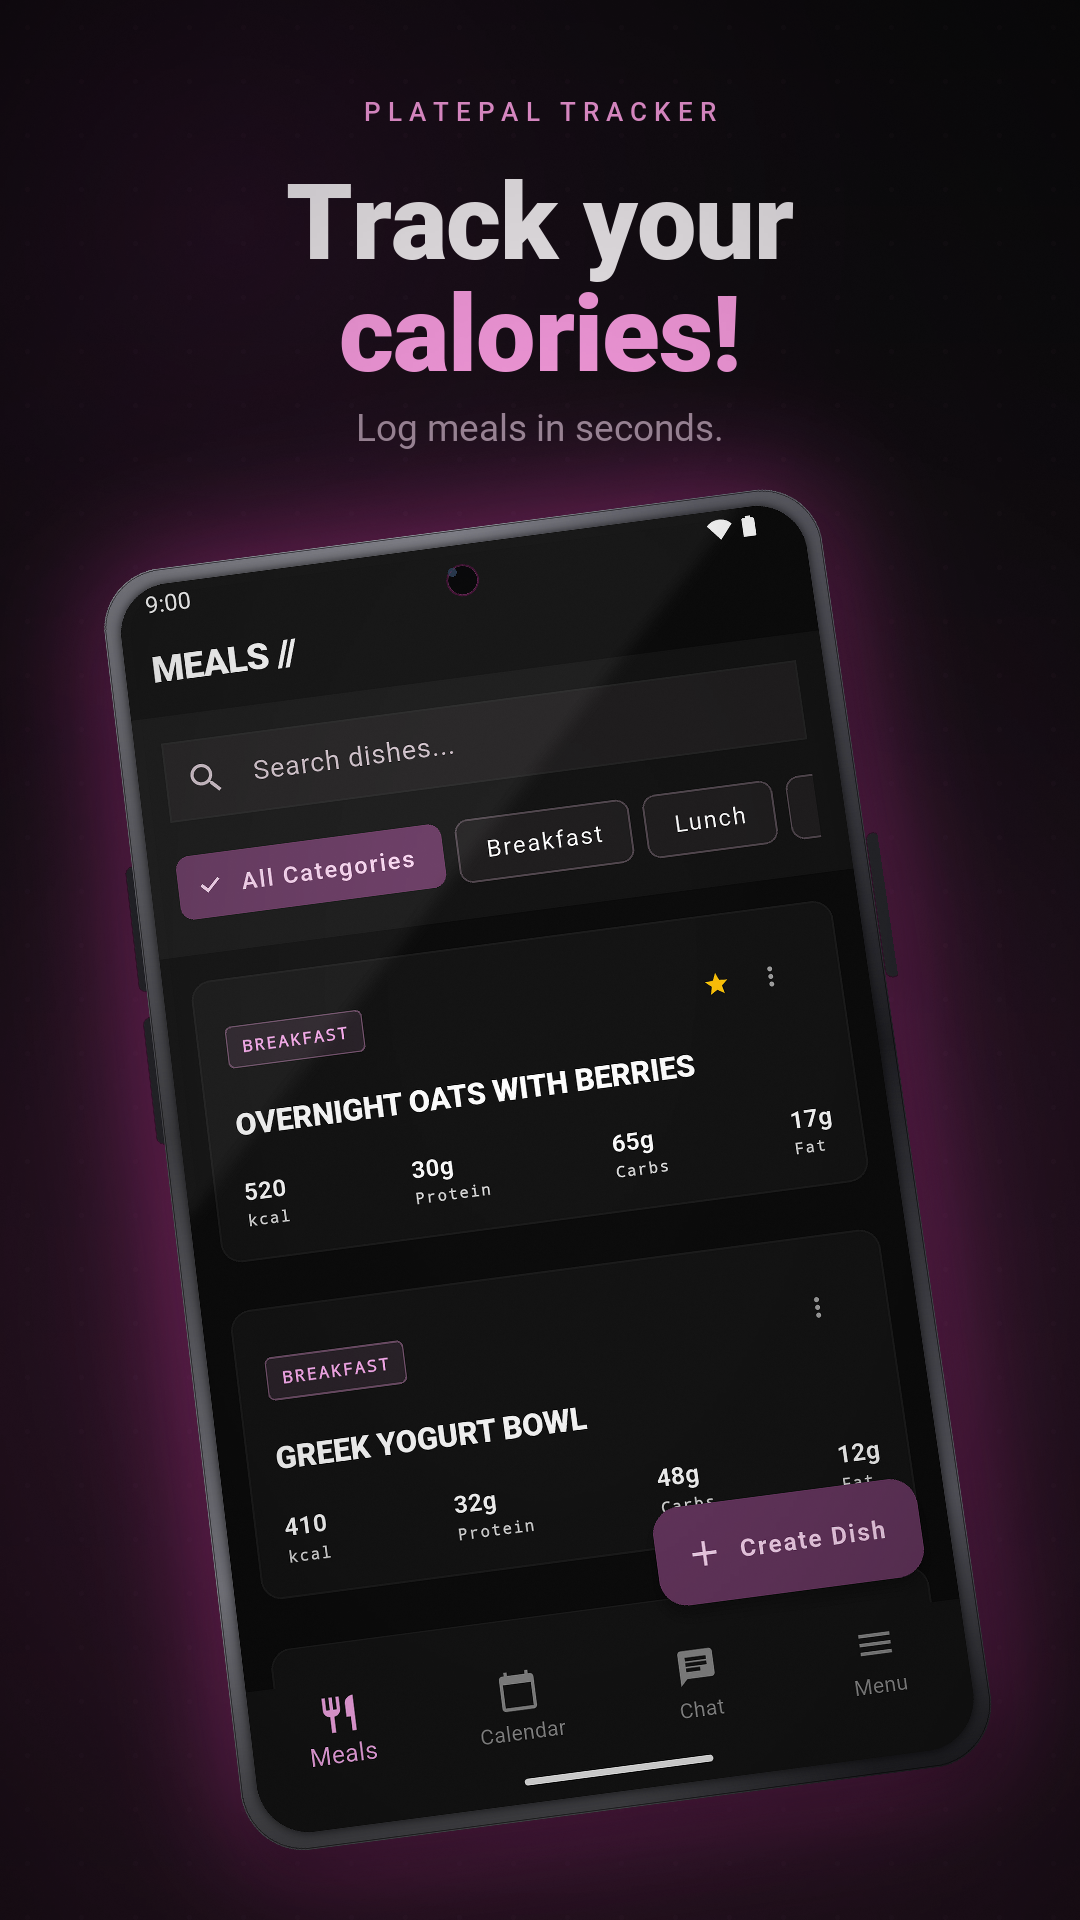 PLATEPAL TRACKER
Track your
calories!
Log meals in seconds.
9:00
MEALS //
Search dishes...
All Categories
Breakfast
Lunch
BREAKFAST
OVERNIGHT OATS WITH BERRIES
520
kcal
30g
Protein
65g
Carbs
17g
Fat
BREAKFAST
GREEK YOGURT BOWL
410
kcal
32g
Protein
48g
Carbs
12g
Fat
Create Dish
Meals
Calendar
Chat
Menu